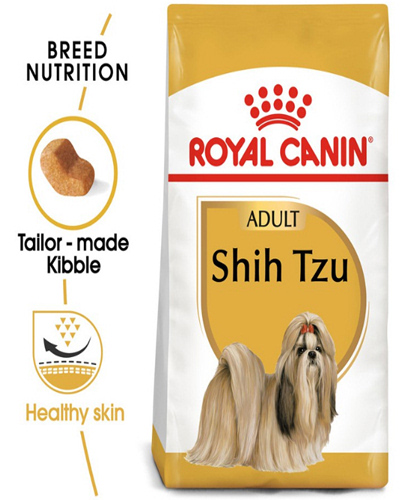 BREED
NUTRITION
Tailor - made
Kibble
Healthy skin
ROYAL CANIN®
ADULT
Shih Tzu